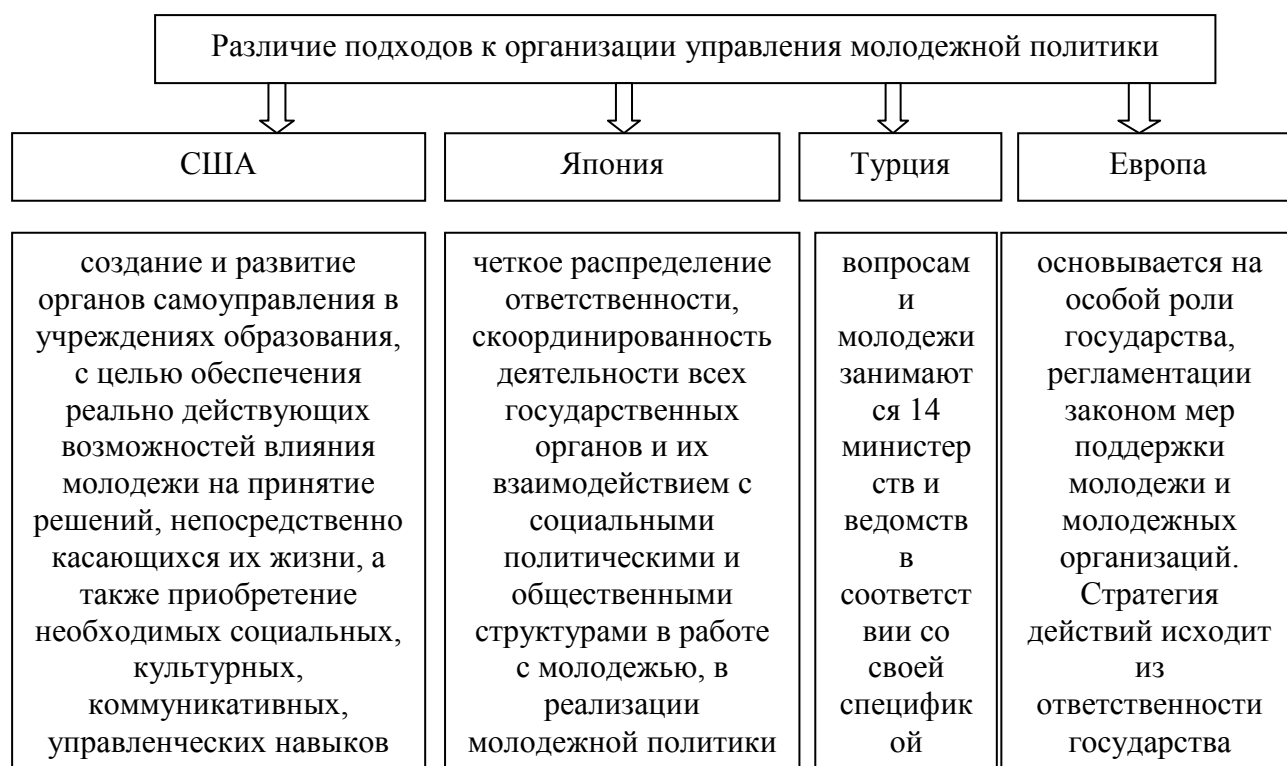 Различие подходов к организации управления молодежной политики
США
Япония
Турция
Европа
создание и развитие
органов самоуправления в
учреждениях образования,
с целью обеспечения
реально действующих
возможностей влияния
молодежи на принятие
решений, непосредственно
касающихся их жизни, а
также приобретение
необходимых социальных,
культурных,
коммуникативных,
управленческих навыков
четкое распределение
ответственности,
скоординированность
деятельности всех
государственных
органов и их
взаимодействием с
социальными
политическими и
общественными
структурами в работе
с молодежью, в
реализации
молодежной политики
вопросам
и
молодежи
занимают
ся 14
министер
ств и
ведомств
в
соответст
вии со
своей
специфик
ой
основывается на
особой роли
государства,
регламентации
законом мер
поддержки
молодежи и
молодежных
организаций.
Стратегия
действий исходит
из
ответственности
государства